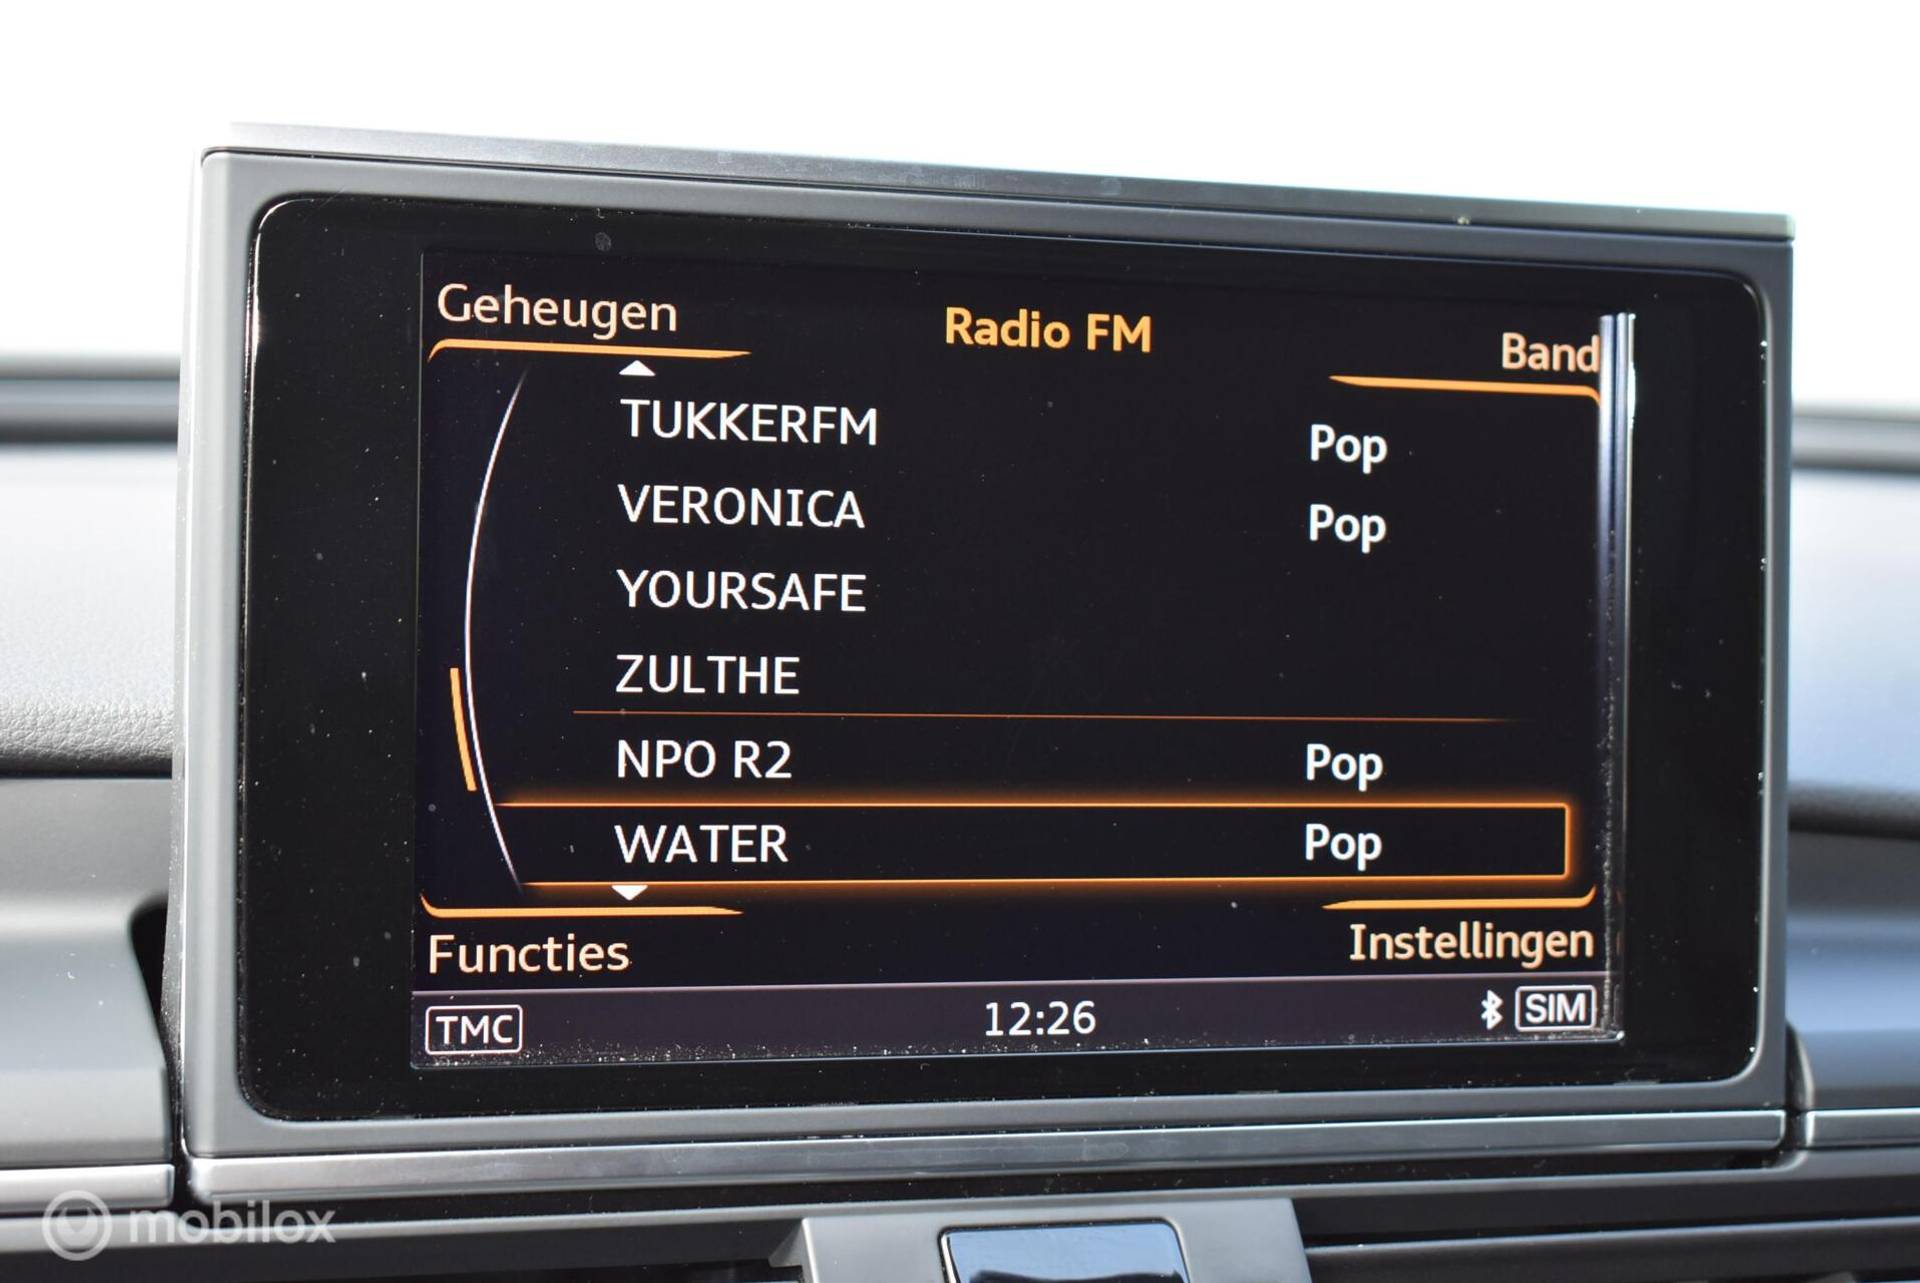 Geheugen
Radio FM
Band
TUKKERFM Pop
VERONICA Pop
YOURSAFE
ZULTHE
NPO R2 Pop
WATER Pop
Functies
Instellingen
TMC 12:26 SIM
mobilox